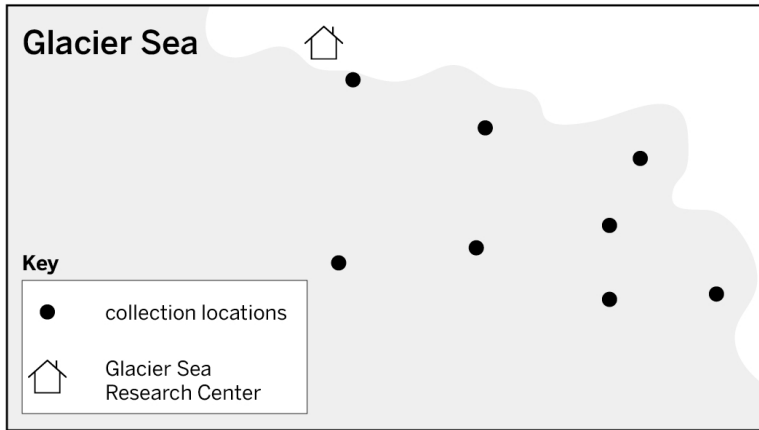 Glacier Sea
Key
collection locations
Glacier Sea
Research Center